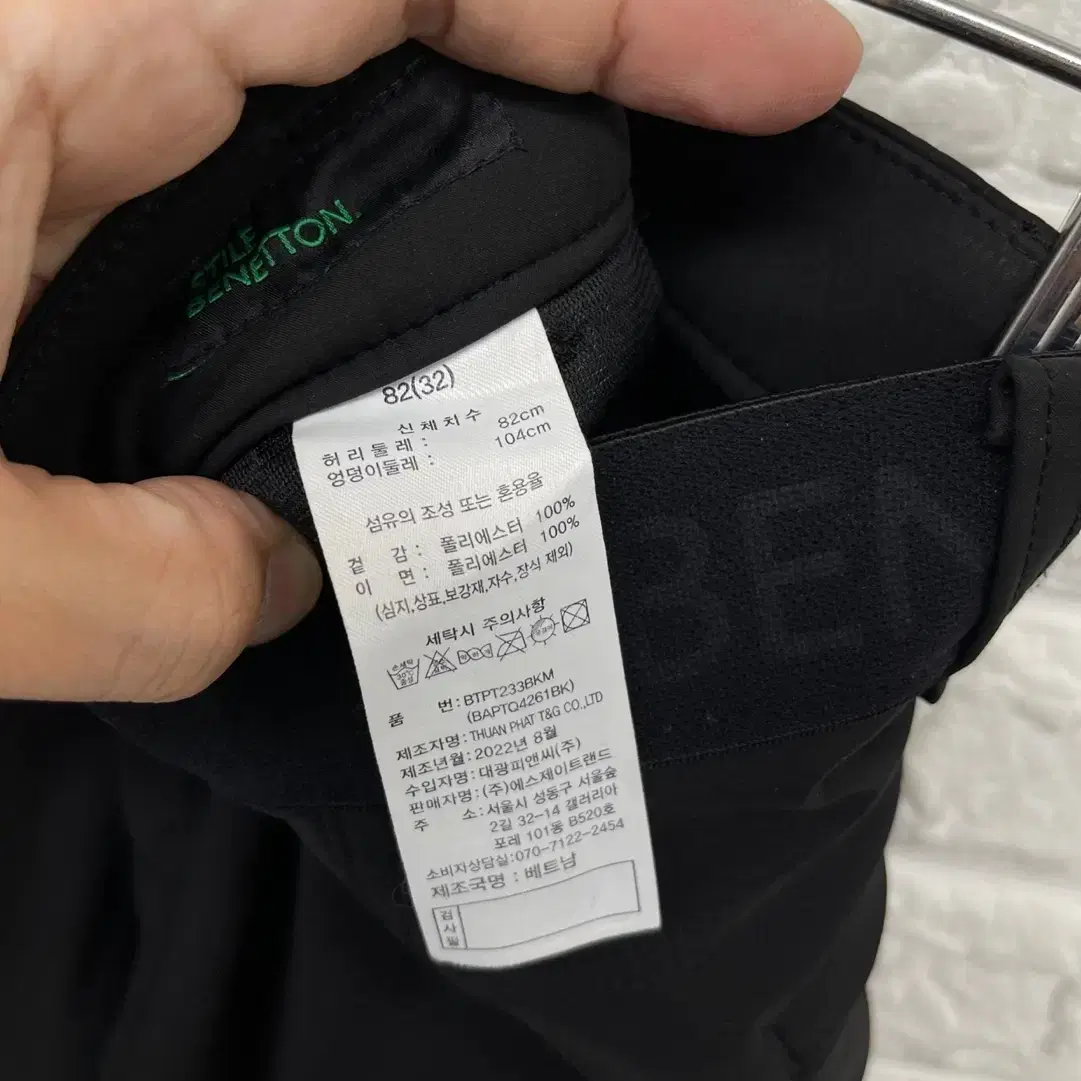 STILE
BENETTON.
82(32)
신체치수
허리둘레 : 82cm
엉덩이둘레 : 104cm
섬유의 조성 또는 혼용율
겉 감 : 폴리에스터 100%
이 면 : 폴리에스터 100%
(심지,상표,보강재,자수,장식 제외)
세탁시 주의사항
손세탁
30℃
중성
품 번:BTPT233BKM
(BAPTQ4261BK)
제조자명:THUAN PHAT T&G CO.,LTD
제조년월:2022년 8월
수입자명:대광피앤씨(주)
판매자명:(주)에스제이트랜드
주 소:서울시 성동구 서울숲
2길 32-14 갤러리아
포레 101동 B520호
소비자상담실:070-7122-2454
제조국명 : 베트남
검
사
필
BEN